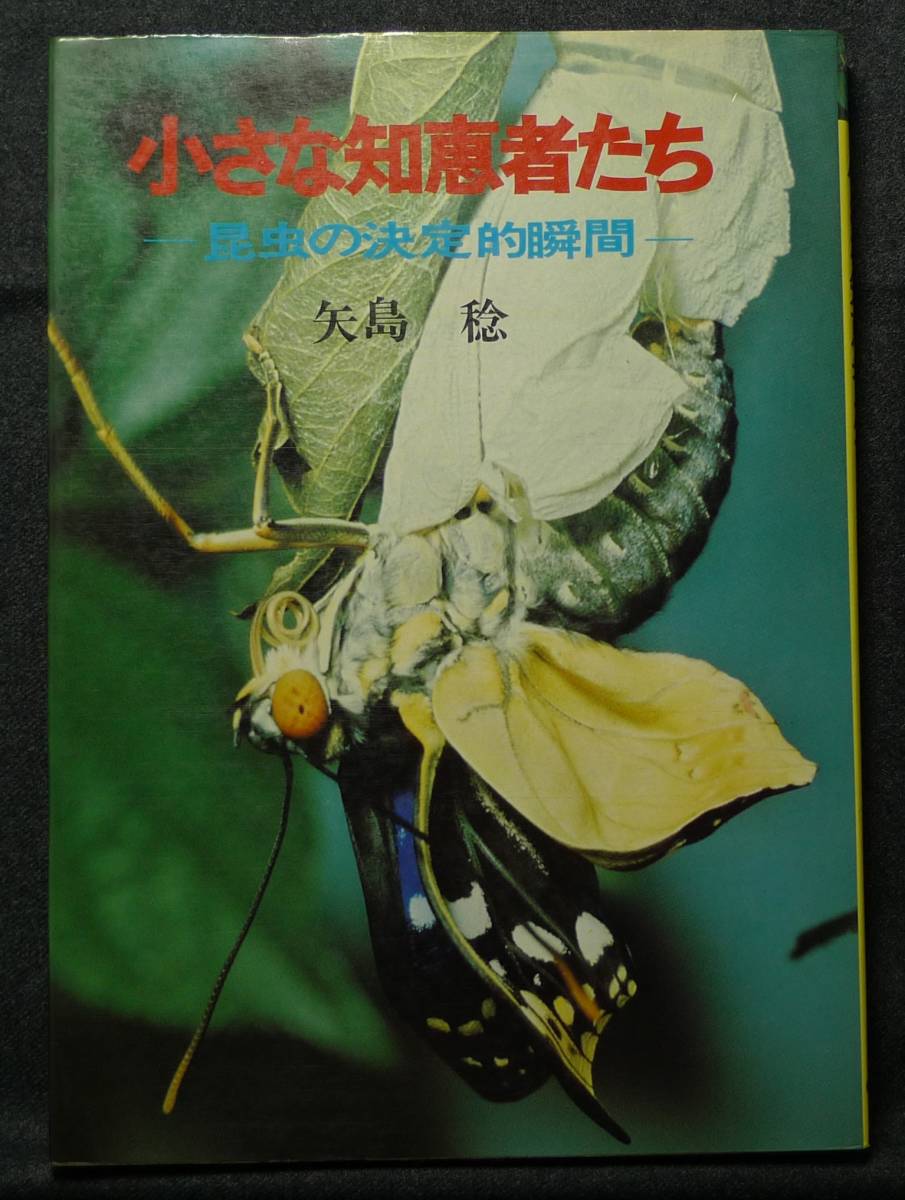 小さな知恵者たち
―昆虫の決定的瞬間―
矢島 稔